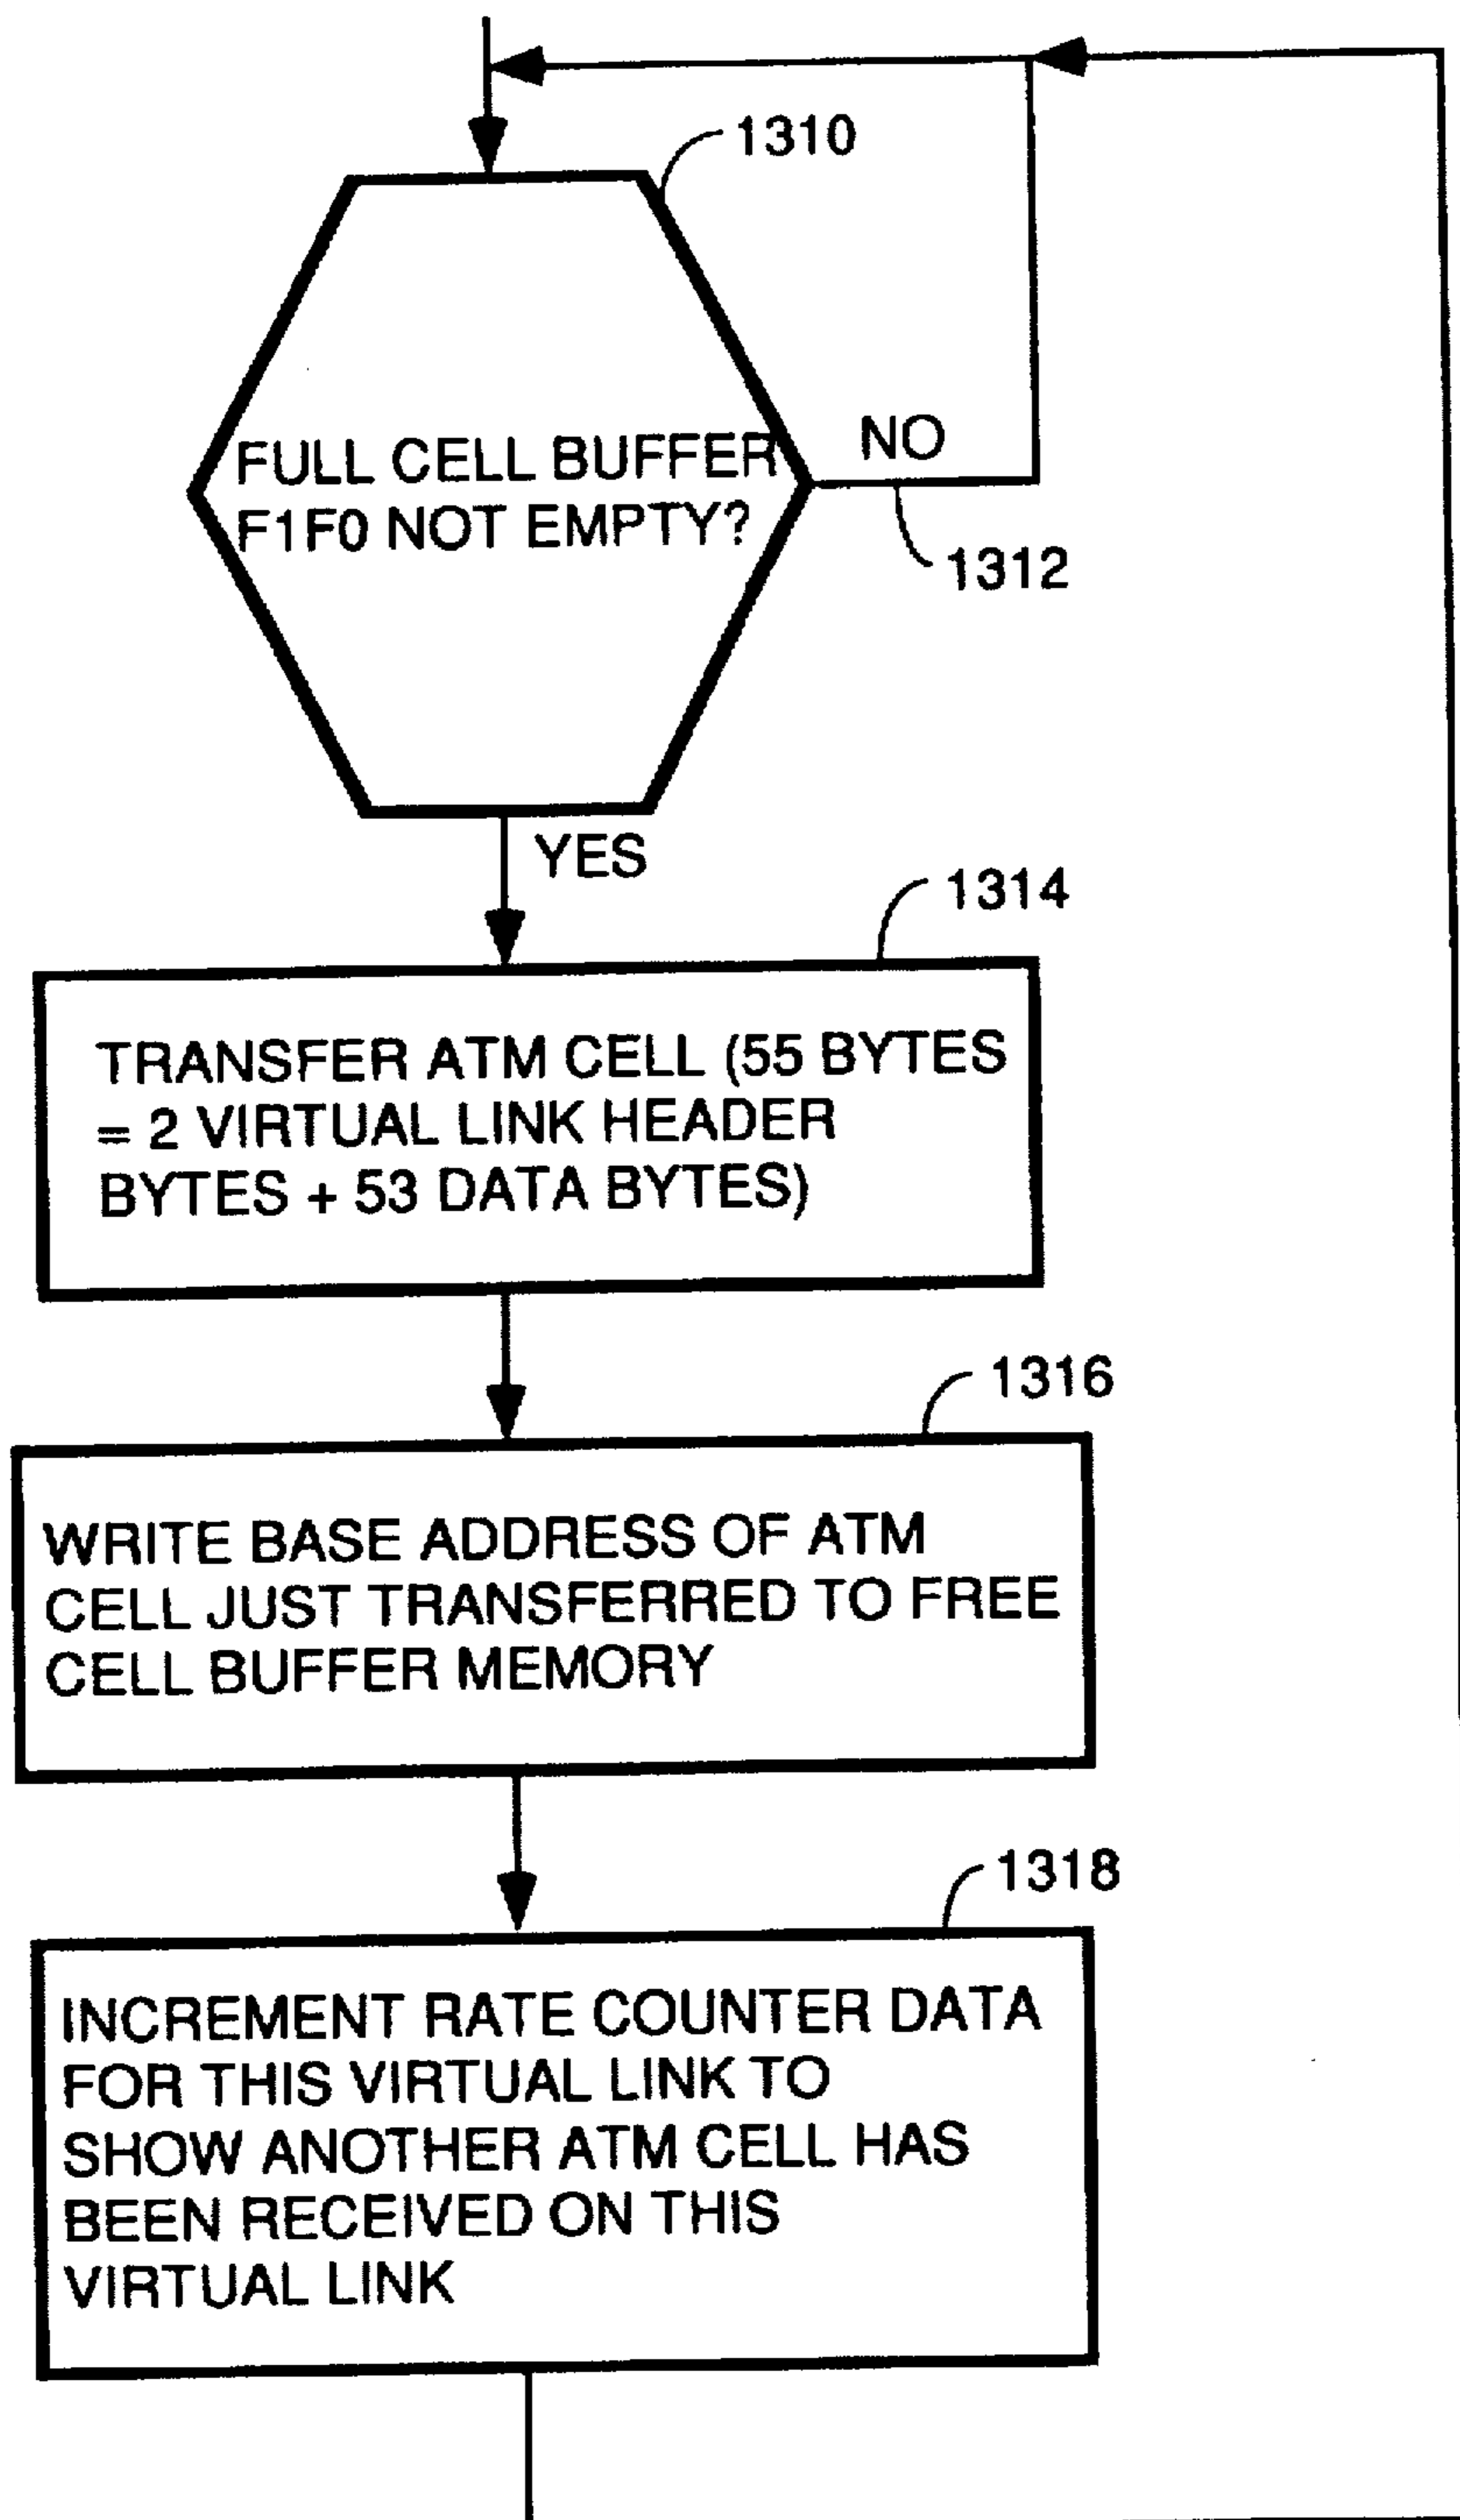 1310
FULL CELL BUFFER
F1F0 NOT EMPTY?
NO
1312
YES
1314
TRANSFER ATM CELL (55 BYTES
= 2 VIRTUAL LINK HEADER
BYTES + 53 DATA BYTES)
1316
WRITE BASE ADDRESS OF ATM
CELL JUST TRANSFERRED TO FREE
CELL BUFFER MEMORY
1318
INCREMENT RATE COUNTER DATA
FOR THIS VIRTUAL LINK TO
SHOW ANOTHER ATM CELL HAS
BEEN RECEIVED ON THIS
VIRTUAL LINK